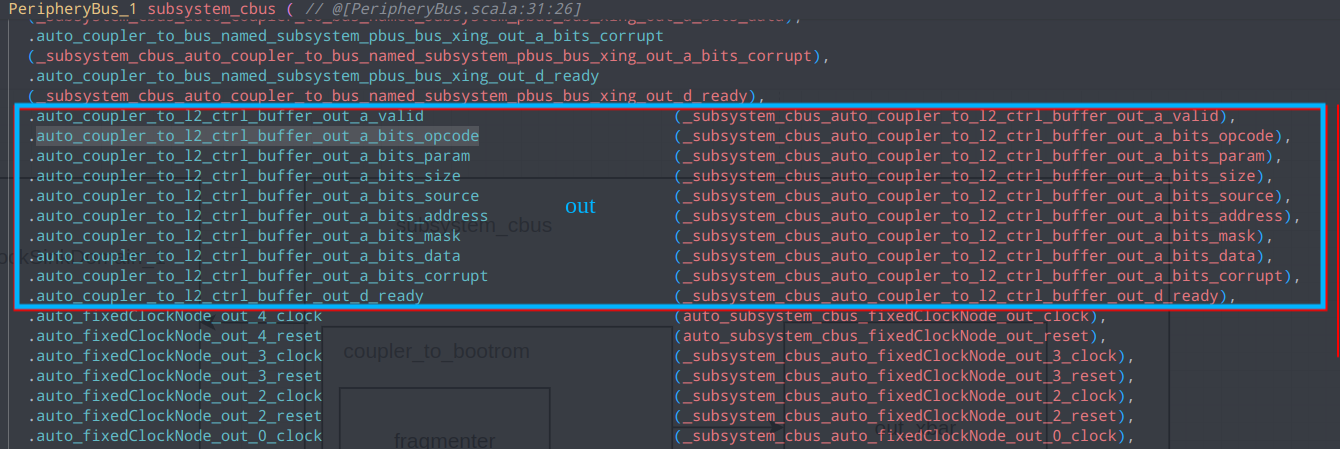 PeripheryBus_1 subsystem_cbus ( // @[PeripheryBus.scala:31:26]
(_subsystem_cbus_auto_coupler_to_bus_named_subsystem_pbus_bus_xing_out_a_bits_data),
.auto_coupler_to_bus_named_subsystem_pbus_bus_xing_out_a_bits_corrupt
(_subsystem_cbus_auto_coupler_to_bus_named_subsystem_pbus_bus_xing_out_a_bits_corrupt),
.auto_coupler_to_bus_named_subsystem_pbus_bus_xing_out_d_ready
(_subsystem_cbus_auto_coupler_to_bus_named_subsystem_pbus_bus_xing_out_d_ready),
.auto_coupler_to_l2_ctrl_buffer_out_a_valid (_subsystem_cbus_auto_coupler_to_l2_ctrl_buffer_out_a_valid),
.auto_coupler_to_l2_ctrl_buffer_out_a_bits_opcode (_subsystem_cbus_auto_coupler_to_l2_ctrl_buffer_out_a_bits_opcode),
.auto_coupler_to_l2_ctrl_buffer_out_a_bits_param (_subsystem_cbus_auto_coupler_to_l2_ctrl_buffer_out_a_bits_param),
.auto_coupler_to_l2_ctrl_buffer_out_a_bits_size (_subsystem_cbus_auto_coupler_to_l2_ctrl_buffer_out_a_bits_size),
.auto_coupler_to_l2_ctrl_buffer_out_a_bits_source (_subsystem_cbus_auto_coupler_to_l2_ctrl_buffer_out_a_bits_source),
out
.auto_coupler_to_l2_ctrl_buffer_out_a_bits_address (_subsystem_cbus_auto_coupler_to_l2_ctrl_buffer_out_a_bits_address),
subsystem_cbus
.auto_coupler_to_l2_ctrl_buffer_out_a_bits_mask (_subsystem_cbus_auto_coupler_to_l2_ctrl_buffer_out_a_bits_mask),
.auto_coupler_to_l2_ctrl_buffer_out_a_bits_data (_subsystem_cbus_auto_coupler_to_l2_ctrl_buffer_out_a_bits_data),
.auto_coupler_to_l2_ctrl_buffer_out_a_bits_corrupt (_subsystem_cbus_auto_coupler_to_l2_ctrl_buffer_out_a_bits_corrupt),
.auto_coupler_to_l2_ctrl_buffer_out_d_ready (_subsystem_cbus_auto_coupler_to_l2_ctrl_buffer_out_d_ready),
.auto_fixedClockNode_out_4_clock (auto_subsystem_cbus_fixedClockNode_out_clock),
.auto_fixedClockNode_out_4_reset (auto_subsystem_cbus_fixedClockNode_out_reset),
coupler_to_bootrom
.auto_fixedClockNode_out_3_clock (_subsystem_cbus_auto_fixedClockNode_out_3_clock),
.auto_fixedClockNode_out_3_reset (_subsystem_cbus_auto_fixedClockNode_out_3_reset),
.auto_fixedClockNode_out_2_clock (_subsystem_cbus_auto_fixedClockNode_out_2_clock),
.auto_fixedClockNode_out_2_reset (_subsystem_cbus_auto_fixedClockNode_out_2_reset),
.auto_fixedClockNode_out_0_clock (_subsystem_cbus_auto_fixedClockNode_out_0_clock),
fragmenter
out_xbar